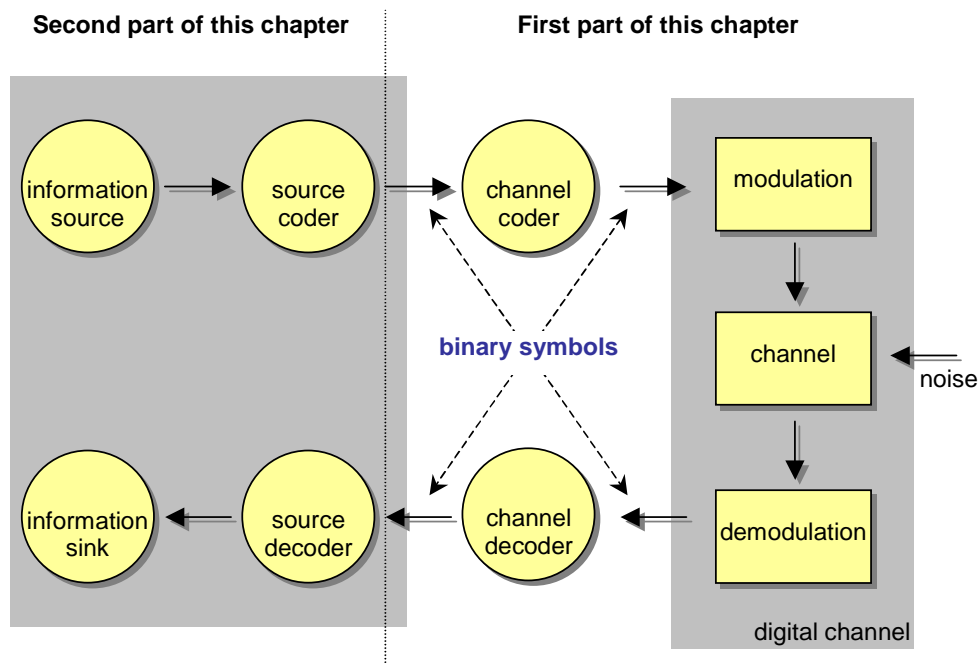 Second part of this chapter
First part of this chapter
information
source
source
coder
channel
coder
modulation
binary symbols
channel
noise
information
sink
source
decoder
channel
decoder
demodulation
digital channel